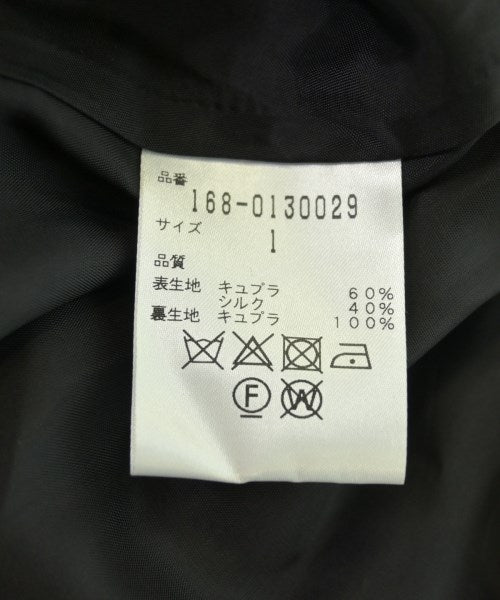 品番
168-0130029
サイズ
1
品質
表生地 キュプラ 60%
シルク 40%
裏生地 キュプラ 100%
F W